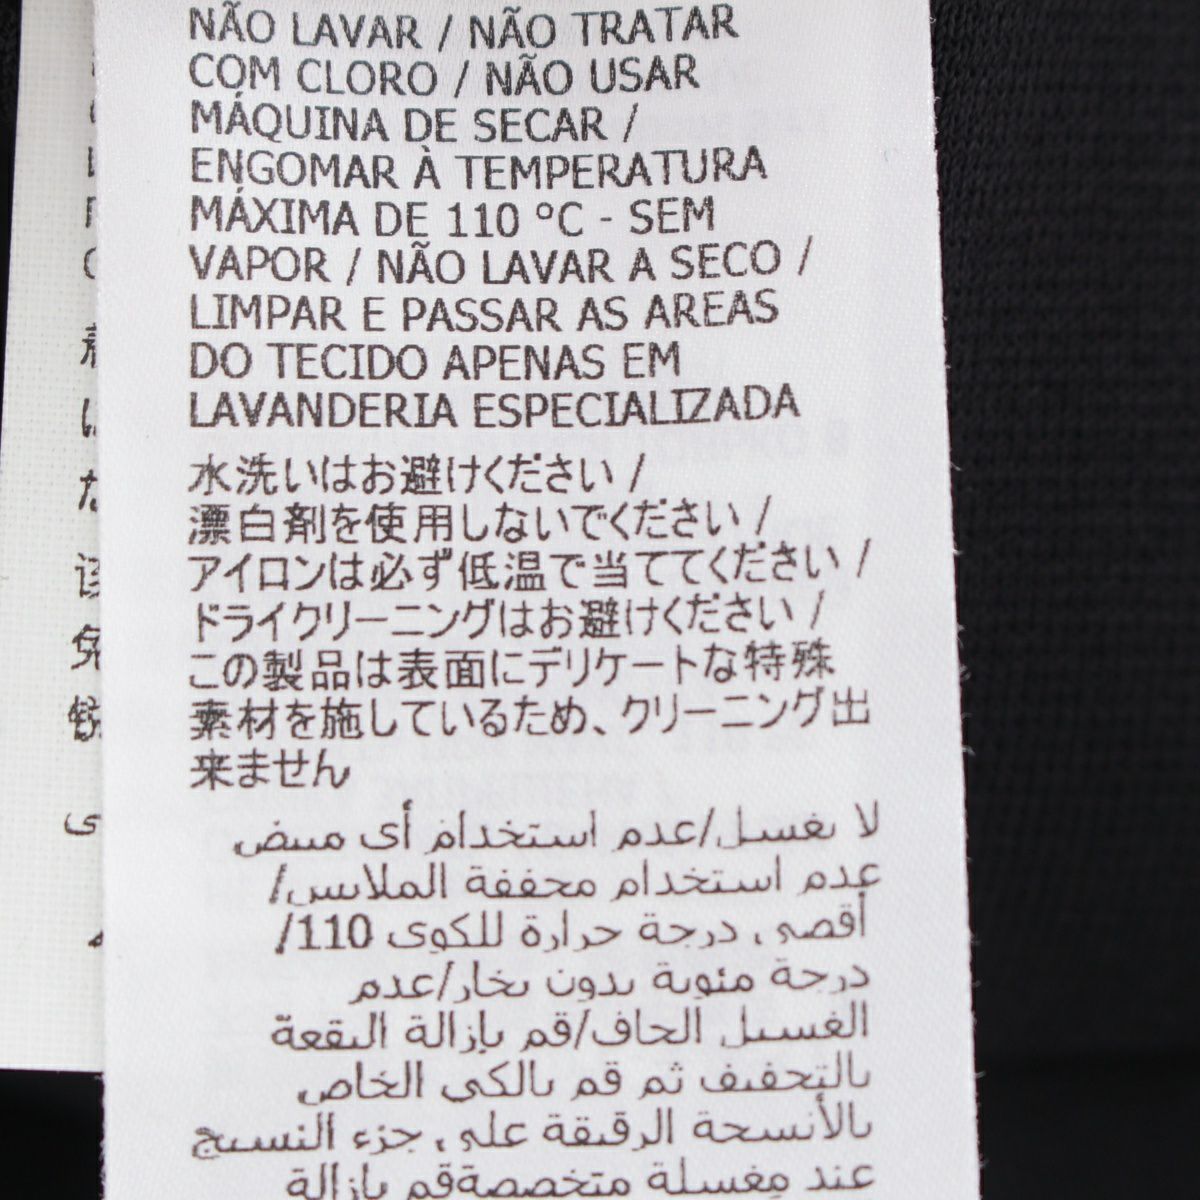 NÃO LAVAR / NÃO TRATAR
COM CLORO / NÃO USAR
MÁQUINA DE SECAR /
ENGOMAR À TEMPERATURA
MÁXIMA DE 110 °C - SEM
VAPOR / NÃO LAVAR A SECO /
LIMPAR E PASSAR AS AREAS
DO TECIDO APENAS EM
LAVANDERIA ESPECIALIZADA
水洗いはお避けください /
漂白剤を使用しないでください /
アイロンは必ず低温で当ててください /
ドライクリーニングはお避けください /
この製品は表面にデリケートな特殊
素材を施しているため、クリーニング出
来ません
لا يغسل/عدم استخدام أى مبيض
عدم استخدام مجففة الملابس/
أقصى درجة حرارة للكوى 110/
درجة مئوية بدون بخار/عدم
الغسيل الجاف/قم بإزالة البقعة
بالتجفيف ثم قم بالكي الخاص
بالأنسجة الرقيقة على جزء النسيج
عند مغسلة متخصصةقم بإزالة